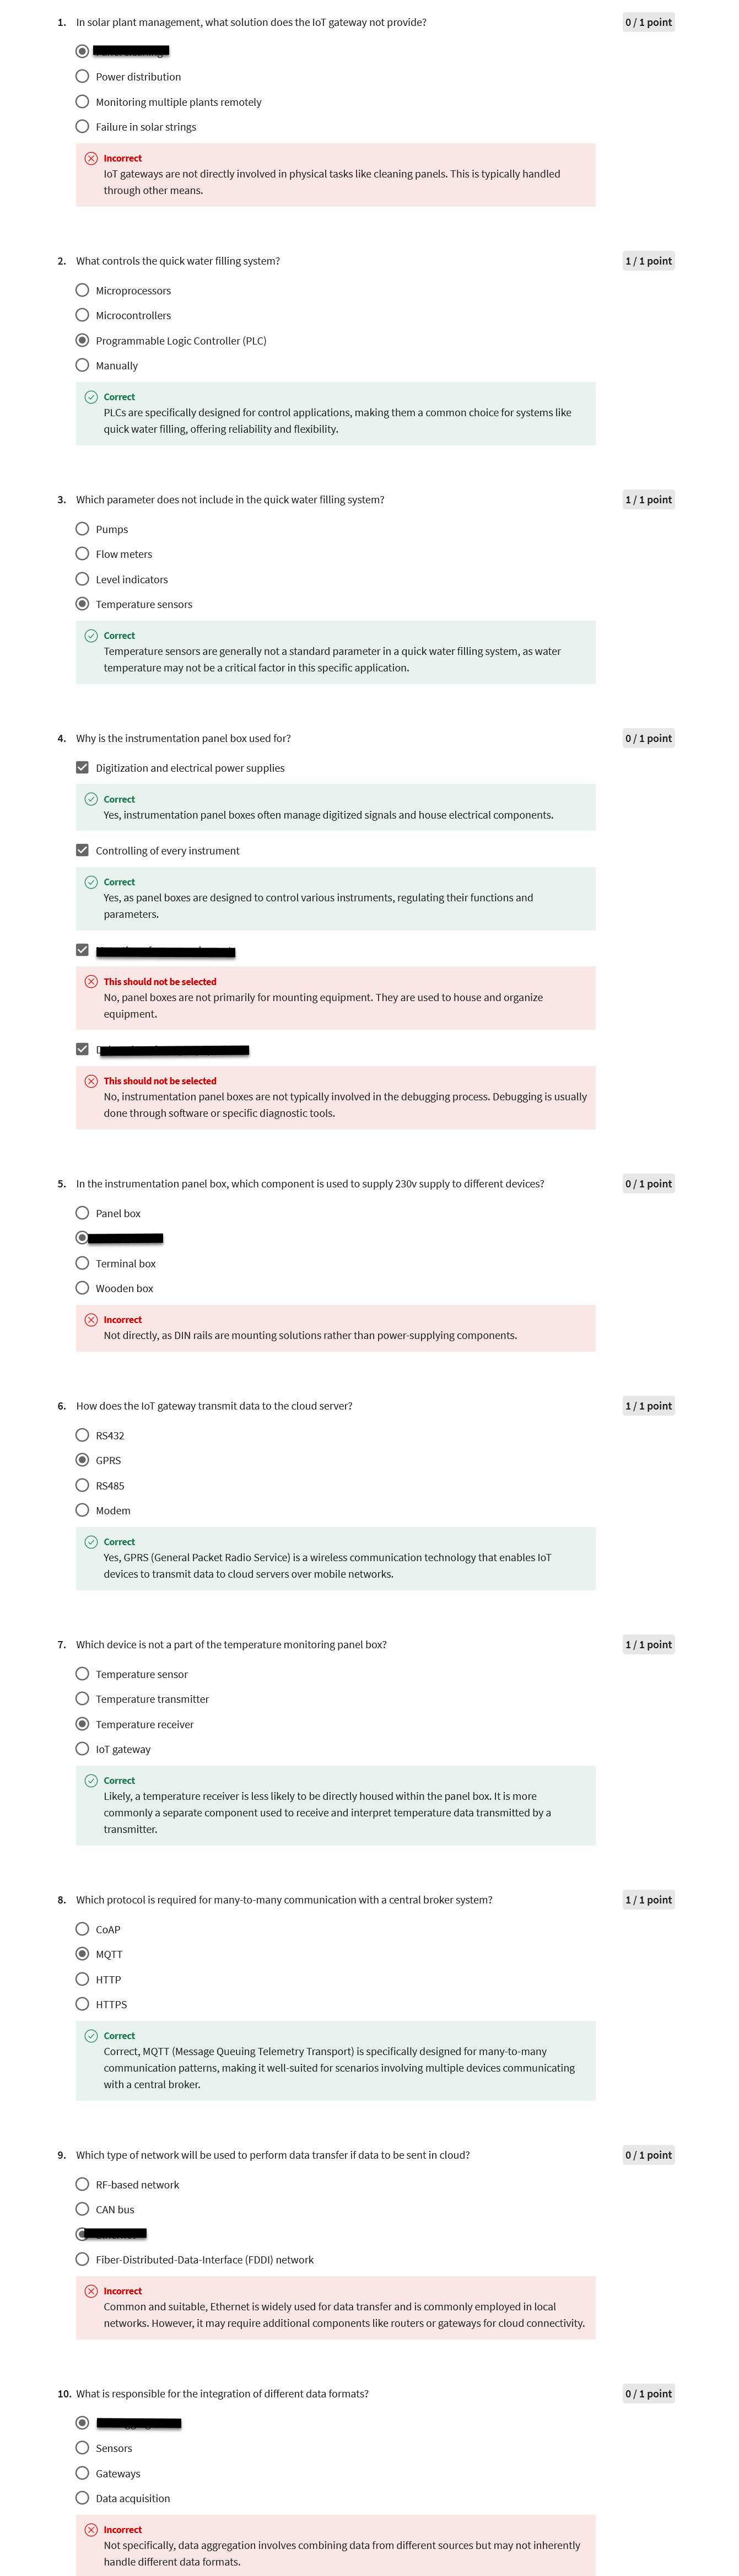 1. In solar plant management, what solution does the IoT gateway not provide?
0 / 1 point
Power distribution
Monitoring multiple plants remotely
Failure in solar strings
Incorrect
IoT gateways are not directly involved in physical tasks like cleaning panels. This is typically handled
through other means.
2. What controls the quick water filling system?
1 / 1 point
Microprocessors
Microcontrollers
Programmable Logic Controller (PLC)
Manually
Correct
PLCs are specifically designed for control applications, making them a common choice for systems like
quick water filling, offering reliability and flexibility.
3. Which parameter does not include in the quick water filling system?
1 / 1 point
Pumps
Flow meters
Level indicators
Temperature sensors
Correct
Temperature sensors are generally not a standard parameter in a quick water filling system, as water
temperature may not be a critical factor in this specific application.
4. Why is the instrumentation panel box used for?
0 / 1 point
Digitization and electrical power supplies
Correct
Yes, instrumentation panel boxes often manage digitized signals and house electrical components.
Controlling of every instrument
Correct
Yes, as panel boxes are designed to control various instruments, regulating their functions and
parameters.
This should not be selected
No, panel boxes are not primarily for mounting equipment. They are used to house and organize
equipment.
This should not be selected
No, instrumentation panel boxes are not typically involved in the debugging process. Debugging is usually
done through software or specific diagnostic tools.
5. In the instrumentation panel box, which component is used to supply 230v supply to different devices?
0 / 1 point
Panel box
Terminal box
Wooden box
Incorrect
Not directly, as DIN rails are mounting solutions rather than power-supplying components.
6. How does the IoT gateway transmit data to the cloud server?
1 / 1 point
RS432
GPRS
RS485
Modem
Correct
Yes, GPRS (General Packet Radio Service) is a wireless communication technology that enables IoT
devices to transmit data to cloud servers over mobile networks.
7. Which device is not a part of the temperature monitoring panel box?
1 / 1 point
Temperature sensor
Temperature transmitter
Temperature receiver
IoT gateway
Correct
Likely, a temperature receiver is less likely to be directly housed within the panel box. It is more
commonly a separate component used to receive and interpret temperature data transmitted by a
transmitter.
8. Which protocol is required for many-to-many communication with a central broker system?
1 / 1 point
CoAP
MQTT
HTTP
HTTPS
Correct
Correct, MQTT (Message Queuing Telemetry Transport) is specifically designed for many-to-many
communication patterns, making it well-suited for scenarios involving multiple devices communicating
with a central broker.
9. Which type of network will be used to perform data transfer if data to be sent in cloud?
0 / 1 point
RF-based network
CAN bus
Fiber-Distributed-Data-Interface (FDDI) network
Incorrect
Common and suitable, Ethernet is widely used for data transfer and is commonly employed in local
networks. However, it may require additional components like routers or gateways for cloud connectivity.
10. What is responsible for the integration of different data formats?
0 / 1 point
Sensors
Gateways
Data acquisition
Incorrect
Not specifically, data aggregation involves combining data from different sources but may not inherently
handle different data formats.